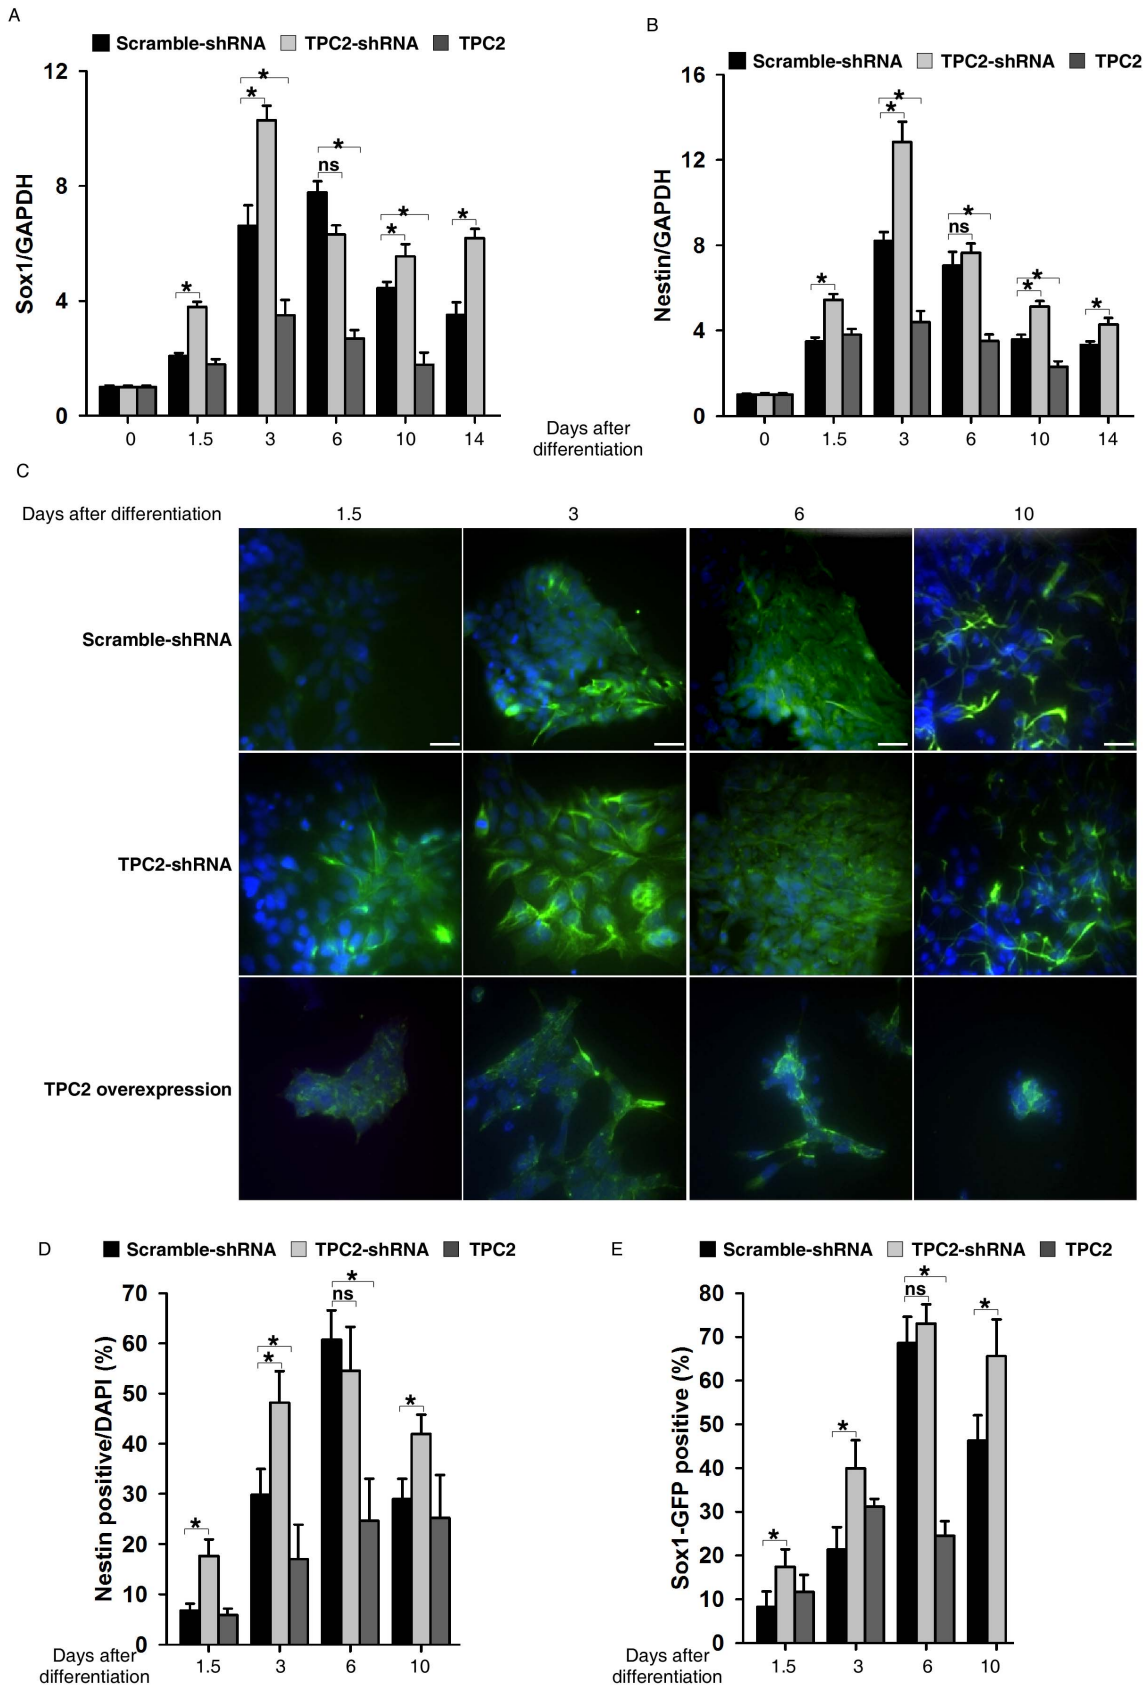 A
Scramble-shRNA TPC2-shRNA TPC2
Sox1/GAPDH
12
8
4
0
* * * ns * * * *
0 1.5 3 6 10 14
B
Scramble-shRNA TPC2-shRNA TPC2
Nestin/GAPDH
16
12
8
4
0
* * * ns * * * *
0 1.5 3 6 10 14
Days after
differentiation
C
Days after differentiation 1.5 3 6 10
Scramble-shRNA
TPC2-shRNA
TPC2 overexpression
D
Scramble-shRNA TPC2-shRNA TPC2
Nestin positive/DAPI (%)
70
60
50
40
30
20
10
0
* * * ns * *
1.5 3 6 10
Days after
differentiation
E
Scramble-shRNA TPC2-shRNA TPC2
Sox1-GFP positive (%)
80
70
60
50
40
30
20
10
0
* * ns * *
1.5 3 6 10
Days after
differentiation